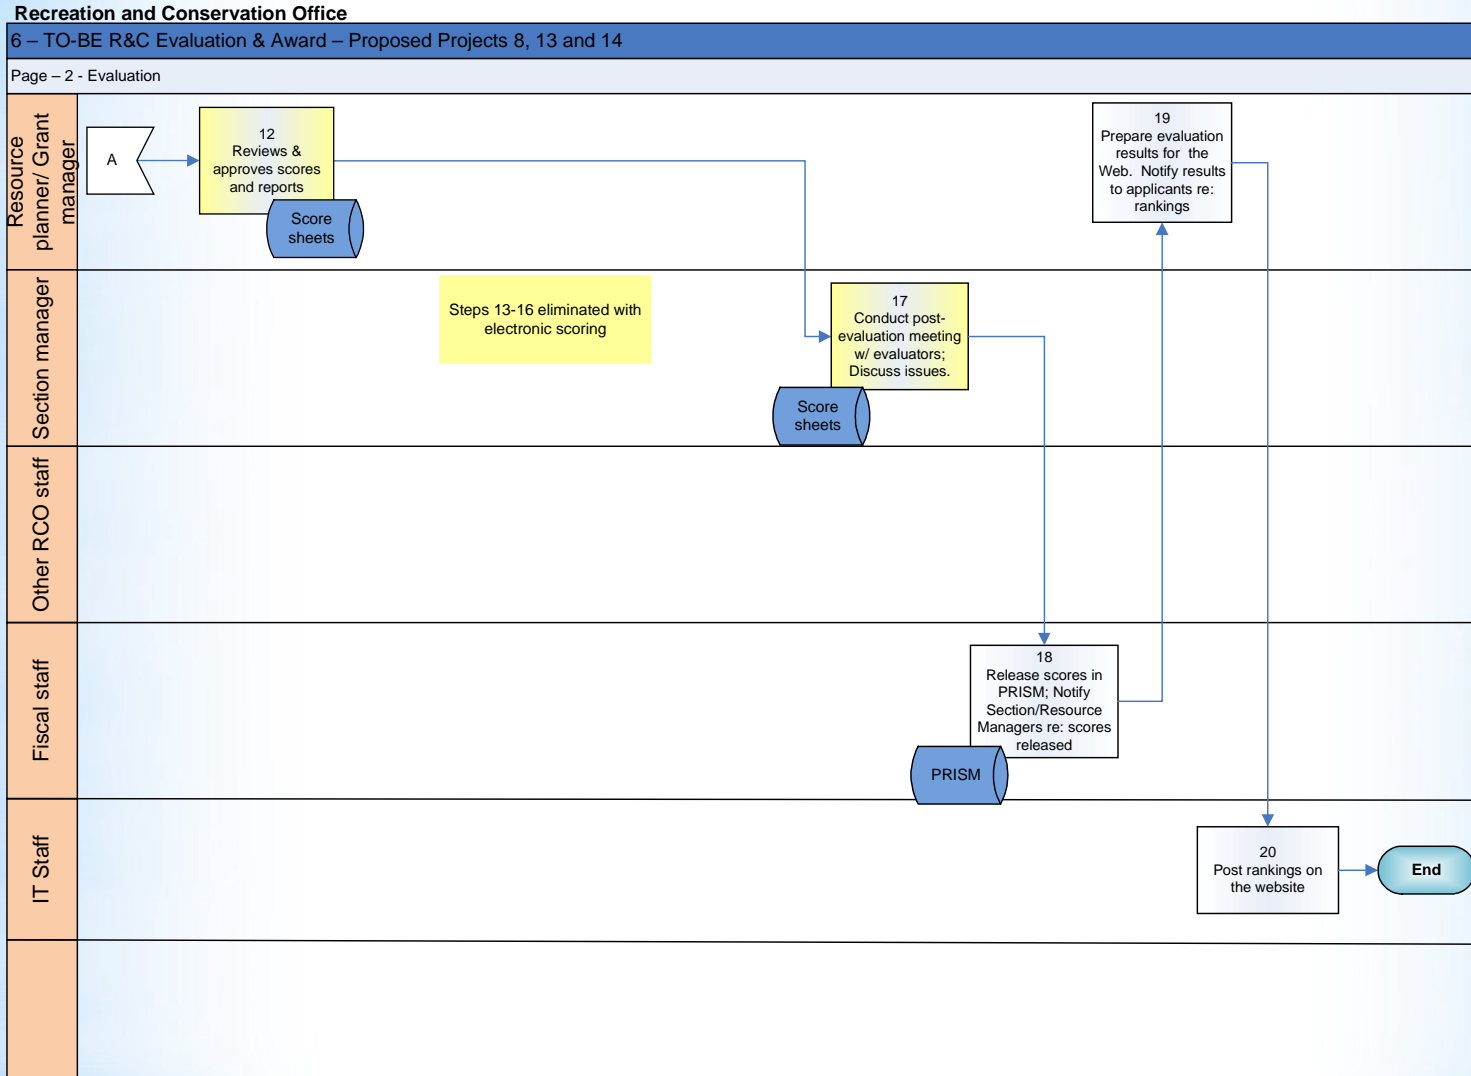 Recreation and Conservation Office
6 – TO-BE R&C Evaluation & Award – Proposed Projects 8, 13 and 14
Page – 2 - Evaluation
Resource
planner/ Grant
manager
A
12
Reviews &
approves scores
and reports
Score
sheets
19
Prepare evaluation
results for the
Web. Notify results
to applicants re:
rankings
Section manager
Steps 13-16 eliminated with
electronic scoring
17
Conduct post-
evaluation meeting
w/ evaluators;
Discuss issues.
Score
sheets
Other RCO staff
Fiscal staff
18
Release scores in
PRISM; Notify
Section/Resource
Managers re: scores
released
PRISM
IT Staff
20
Post rankings on
the website
End